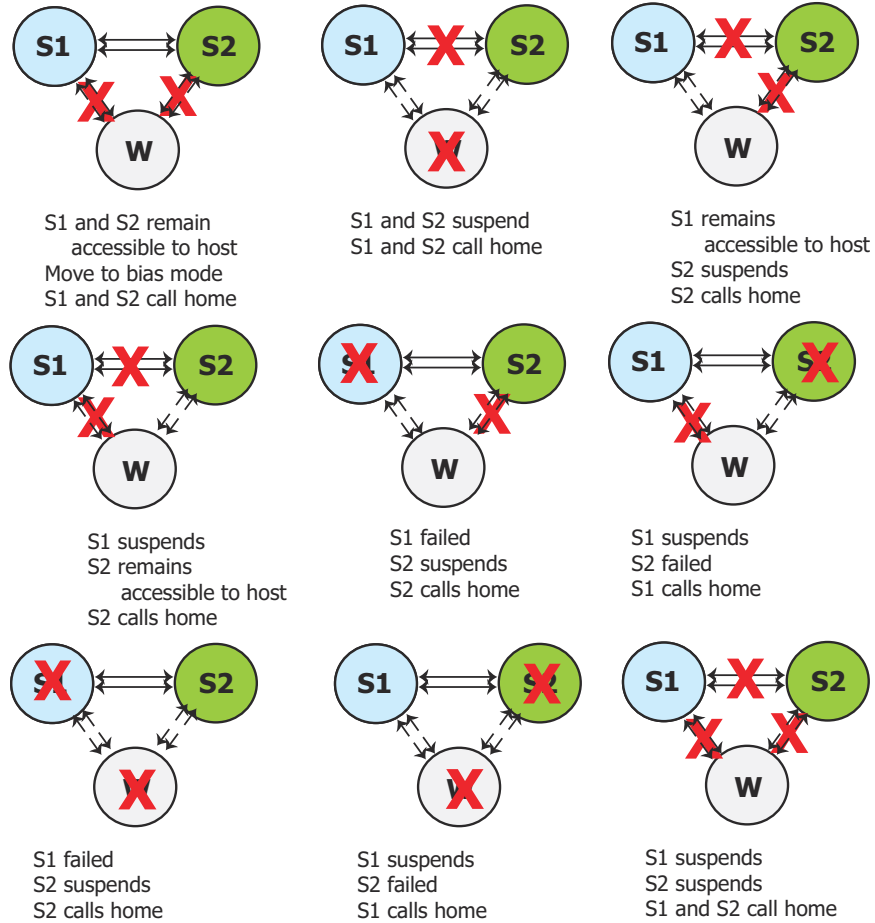 S1
S2
W
S1 and S2 remain
accessible to host
Move to bias mode
S1 and S2 call home
S1
S2
S1 and S2 suspend
S1 and S2 call home
S1
S2
W
S1 remains
accessible to host
S2 suspends
S2 calls home
S1
S2
W
S1 suspends
S2 remains
accessible to host
S2 calls home
S1
S2
W
S1 failed
S2 suspends
S2 calls home
S1
S2
W
S1 suspends
S2 failed
S1 calls home
S1
S2
W
S1 failed
S2 suspends
S2 calls home
S1
S2
W
S1 suspends
S2 failed
S1 calls home
S1
S2
W
S1 suspends
S2 suspends
S1 and S2 call home